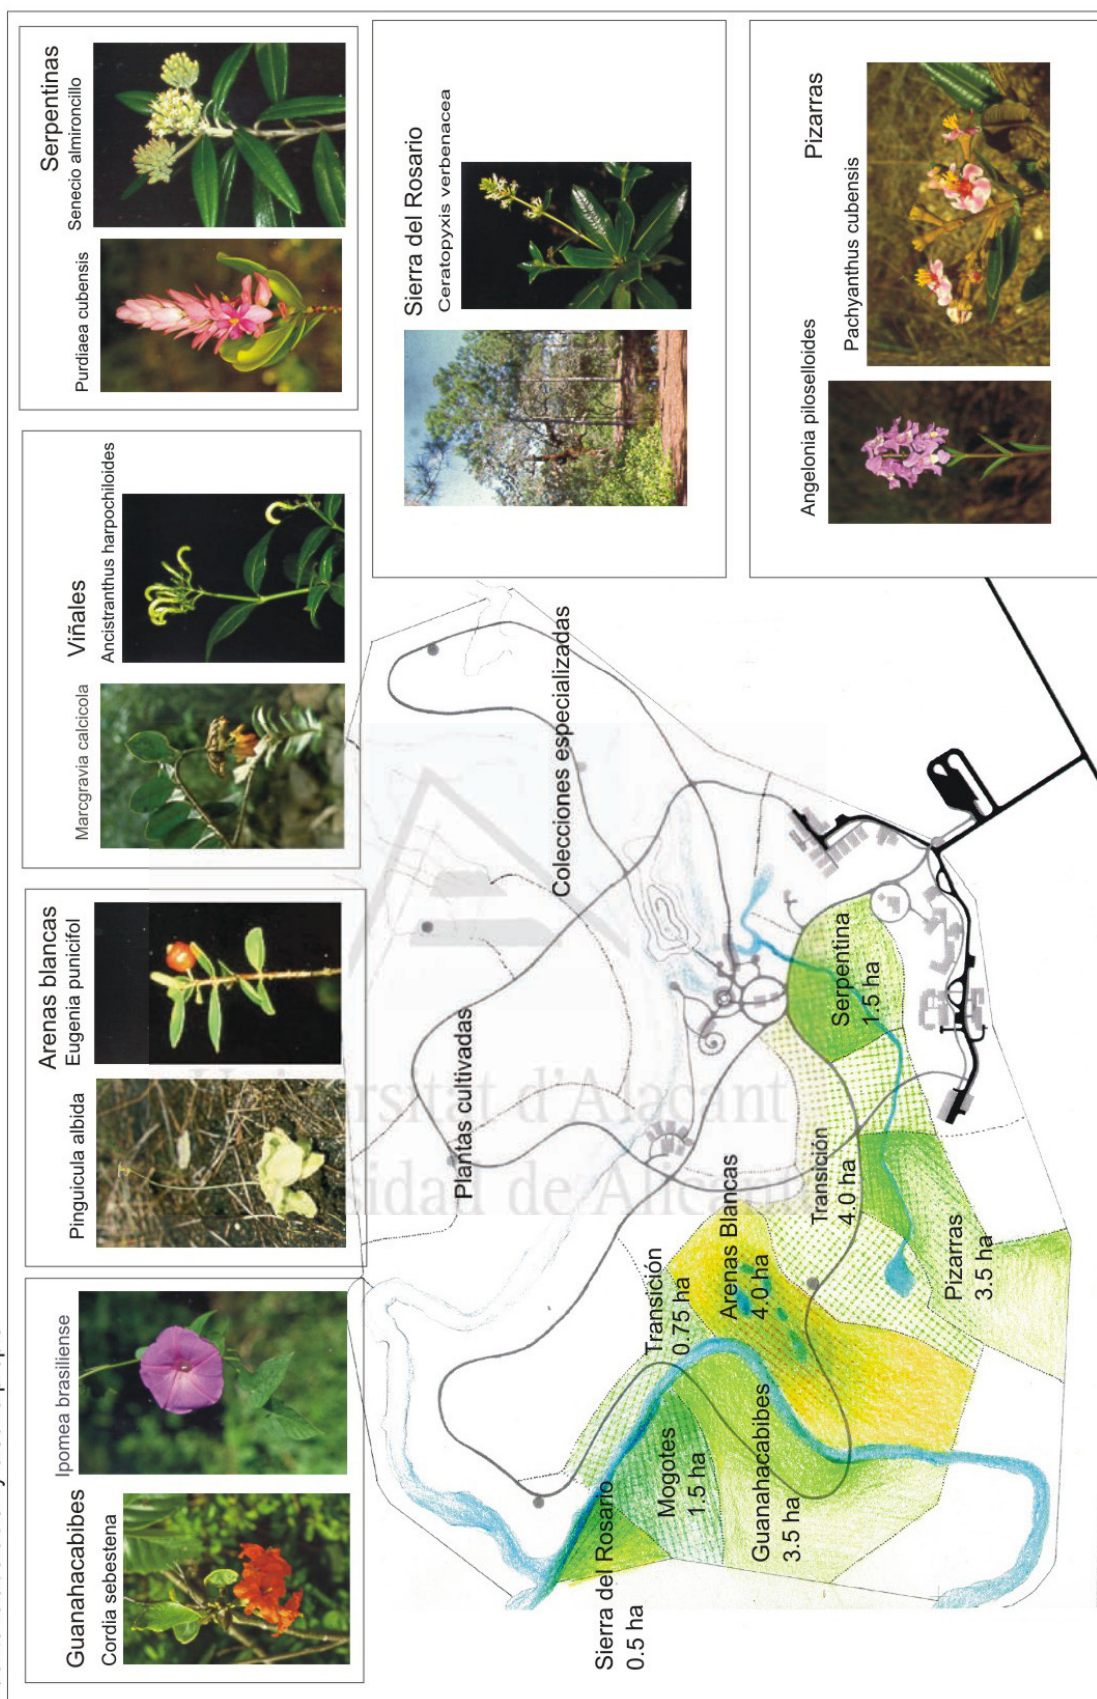 Guanahacabibes
Cordia sebestena
Ipomea brasiliense
Arenas blancas
Pinguicula albida
Eugenia punicifol
Viñales
Marcgravia calcicola
Ancistranthus harpochiloides
Serpentinas
Purdiaea cubensis
Senecio almironcillo
Sierra del Rosario
Ceratopyxis verbenacea
Pizarras
Angelonia piloselloides
Pachyanthus cubensis
Plantas cultivadas
Colecciones especializadas
Sierra del Rosario
0.5 ha
Mogotes
1.5 ha
Transición
0.75 ha
Guanahacabibes
3.5 ha
Arenas Blancas
4.0 ha
Transición
4.0 ha
Serpentina
1.5 ha
Pizarras
3.5 ha
Universitat d'Alacant
Universidad de Alicante